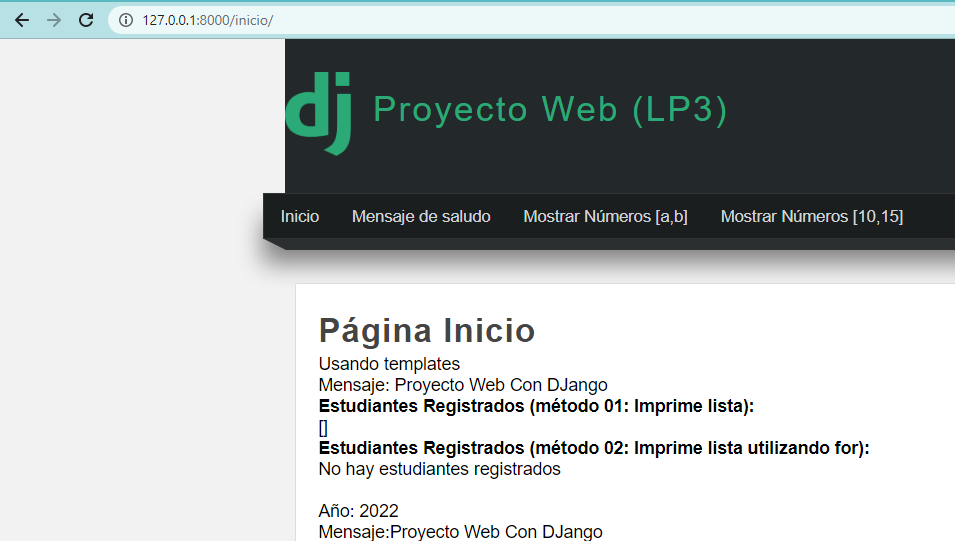 127.0.0.1:8000/inicio/
dj Proyecto Web (LP3)
Inicio Mensaje de saludo Mostrar Números [a,b] Mostrar Números [10,15]
Página Inicio
Usando templates
Mensaje: Proyecto Web Con DJango
Estudiantes Registrados (método 01: Imprime lista):
[]
Estudiantes Registrados (método 02: Imprime lista utilizando for):
No hay estudiantes registrados
Año: 2022
Mensaje:Proyecto Web Con DJango